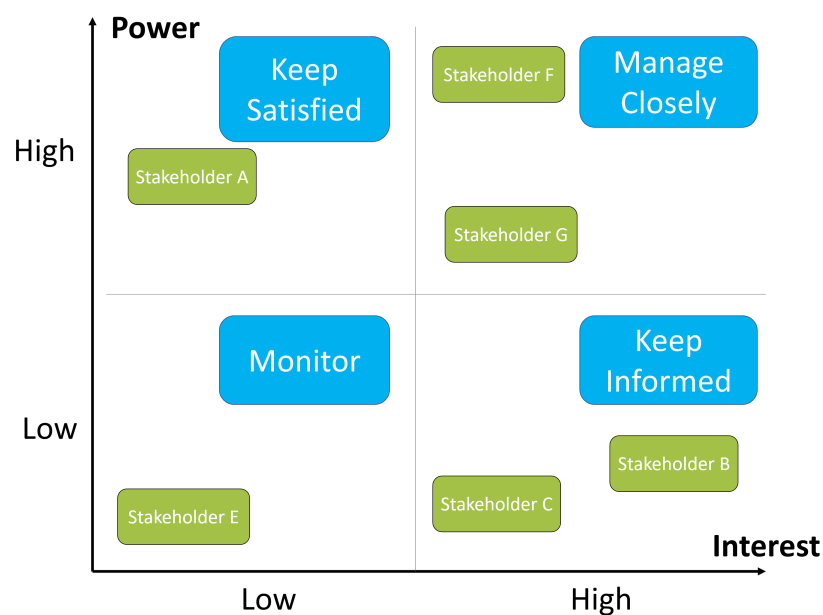 Power
Keep
Satisfied
Stakeholder F
Manage
Closely
High
Stakeholder A
Stakeholder G
Monitor
Keep
Informed
Low
Stakeholder B
Stakeholder C
Stakeholder E
Interest
Low
High